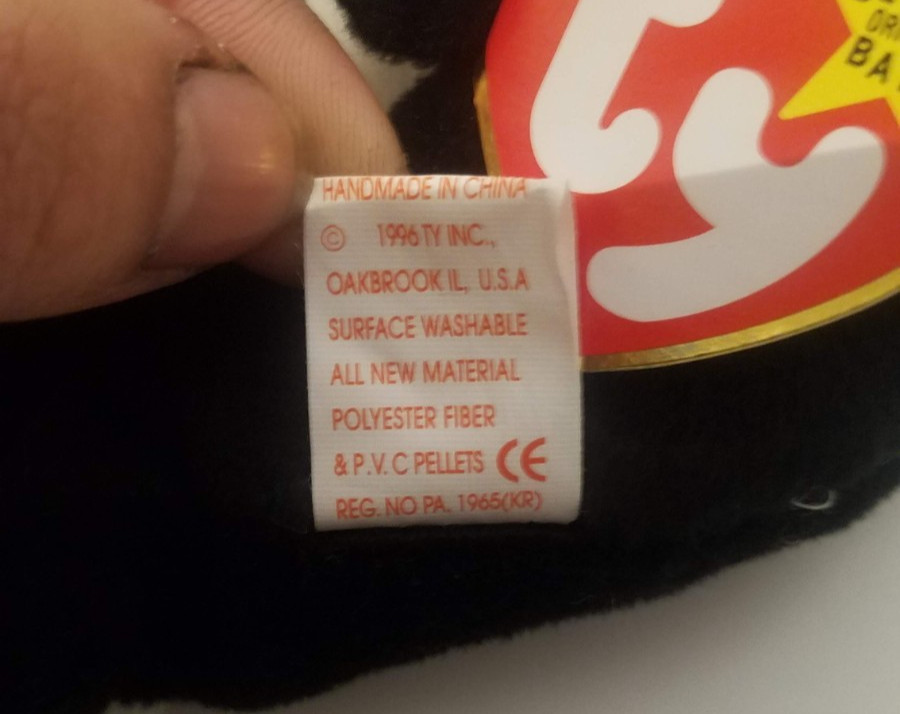 ty
HANDMADE IN CHINA
© 1996 TY INC.,
OAKBROOK IL, U.S.A
SURFACE WASHABLE
ALL NEW MATERIAL
POLYESTER FIBER
& P.V. C PELLETS CE
REG. NO PA. 1965(KR)